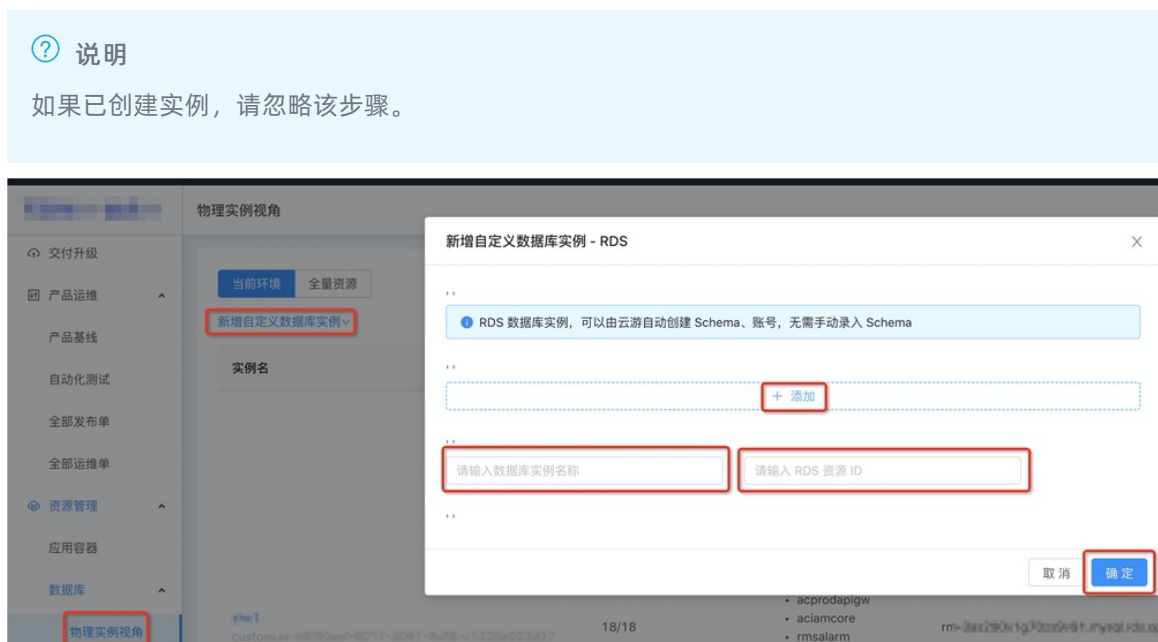 说明
如果已创建实例，请忽略该步骤。
物理实例视角
交付升级
产品运维
产品基线
自动化测试
全部发布单
全部运维单
资源管理
应用容器
数据库
物理实例视角
当前环境 全量资源
新增自定义数据库实例
实例名
新增自定义数据库实例 - RDS
RDS 数据库实例，可以由云游自动创建 Schema、账号，无需手动录入 Schema
+ 添加
请输入数据库实例名称 请输入 RDS 资源 ID
取 消 确 定
18/18
• acprodapigw
• aciamcore
• rmsalarm